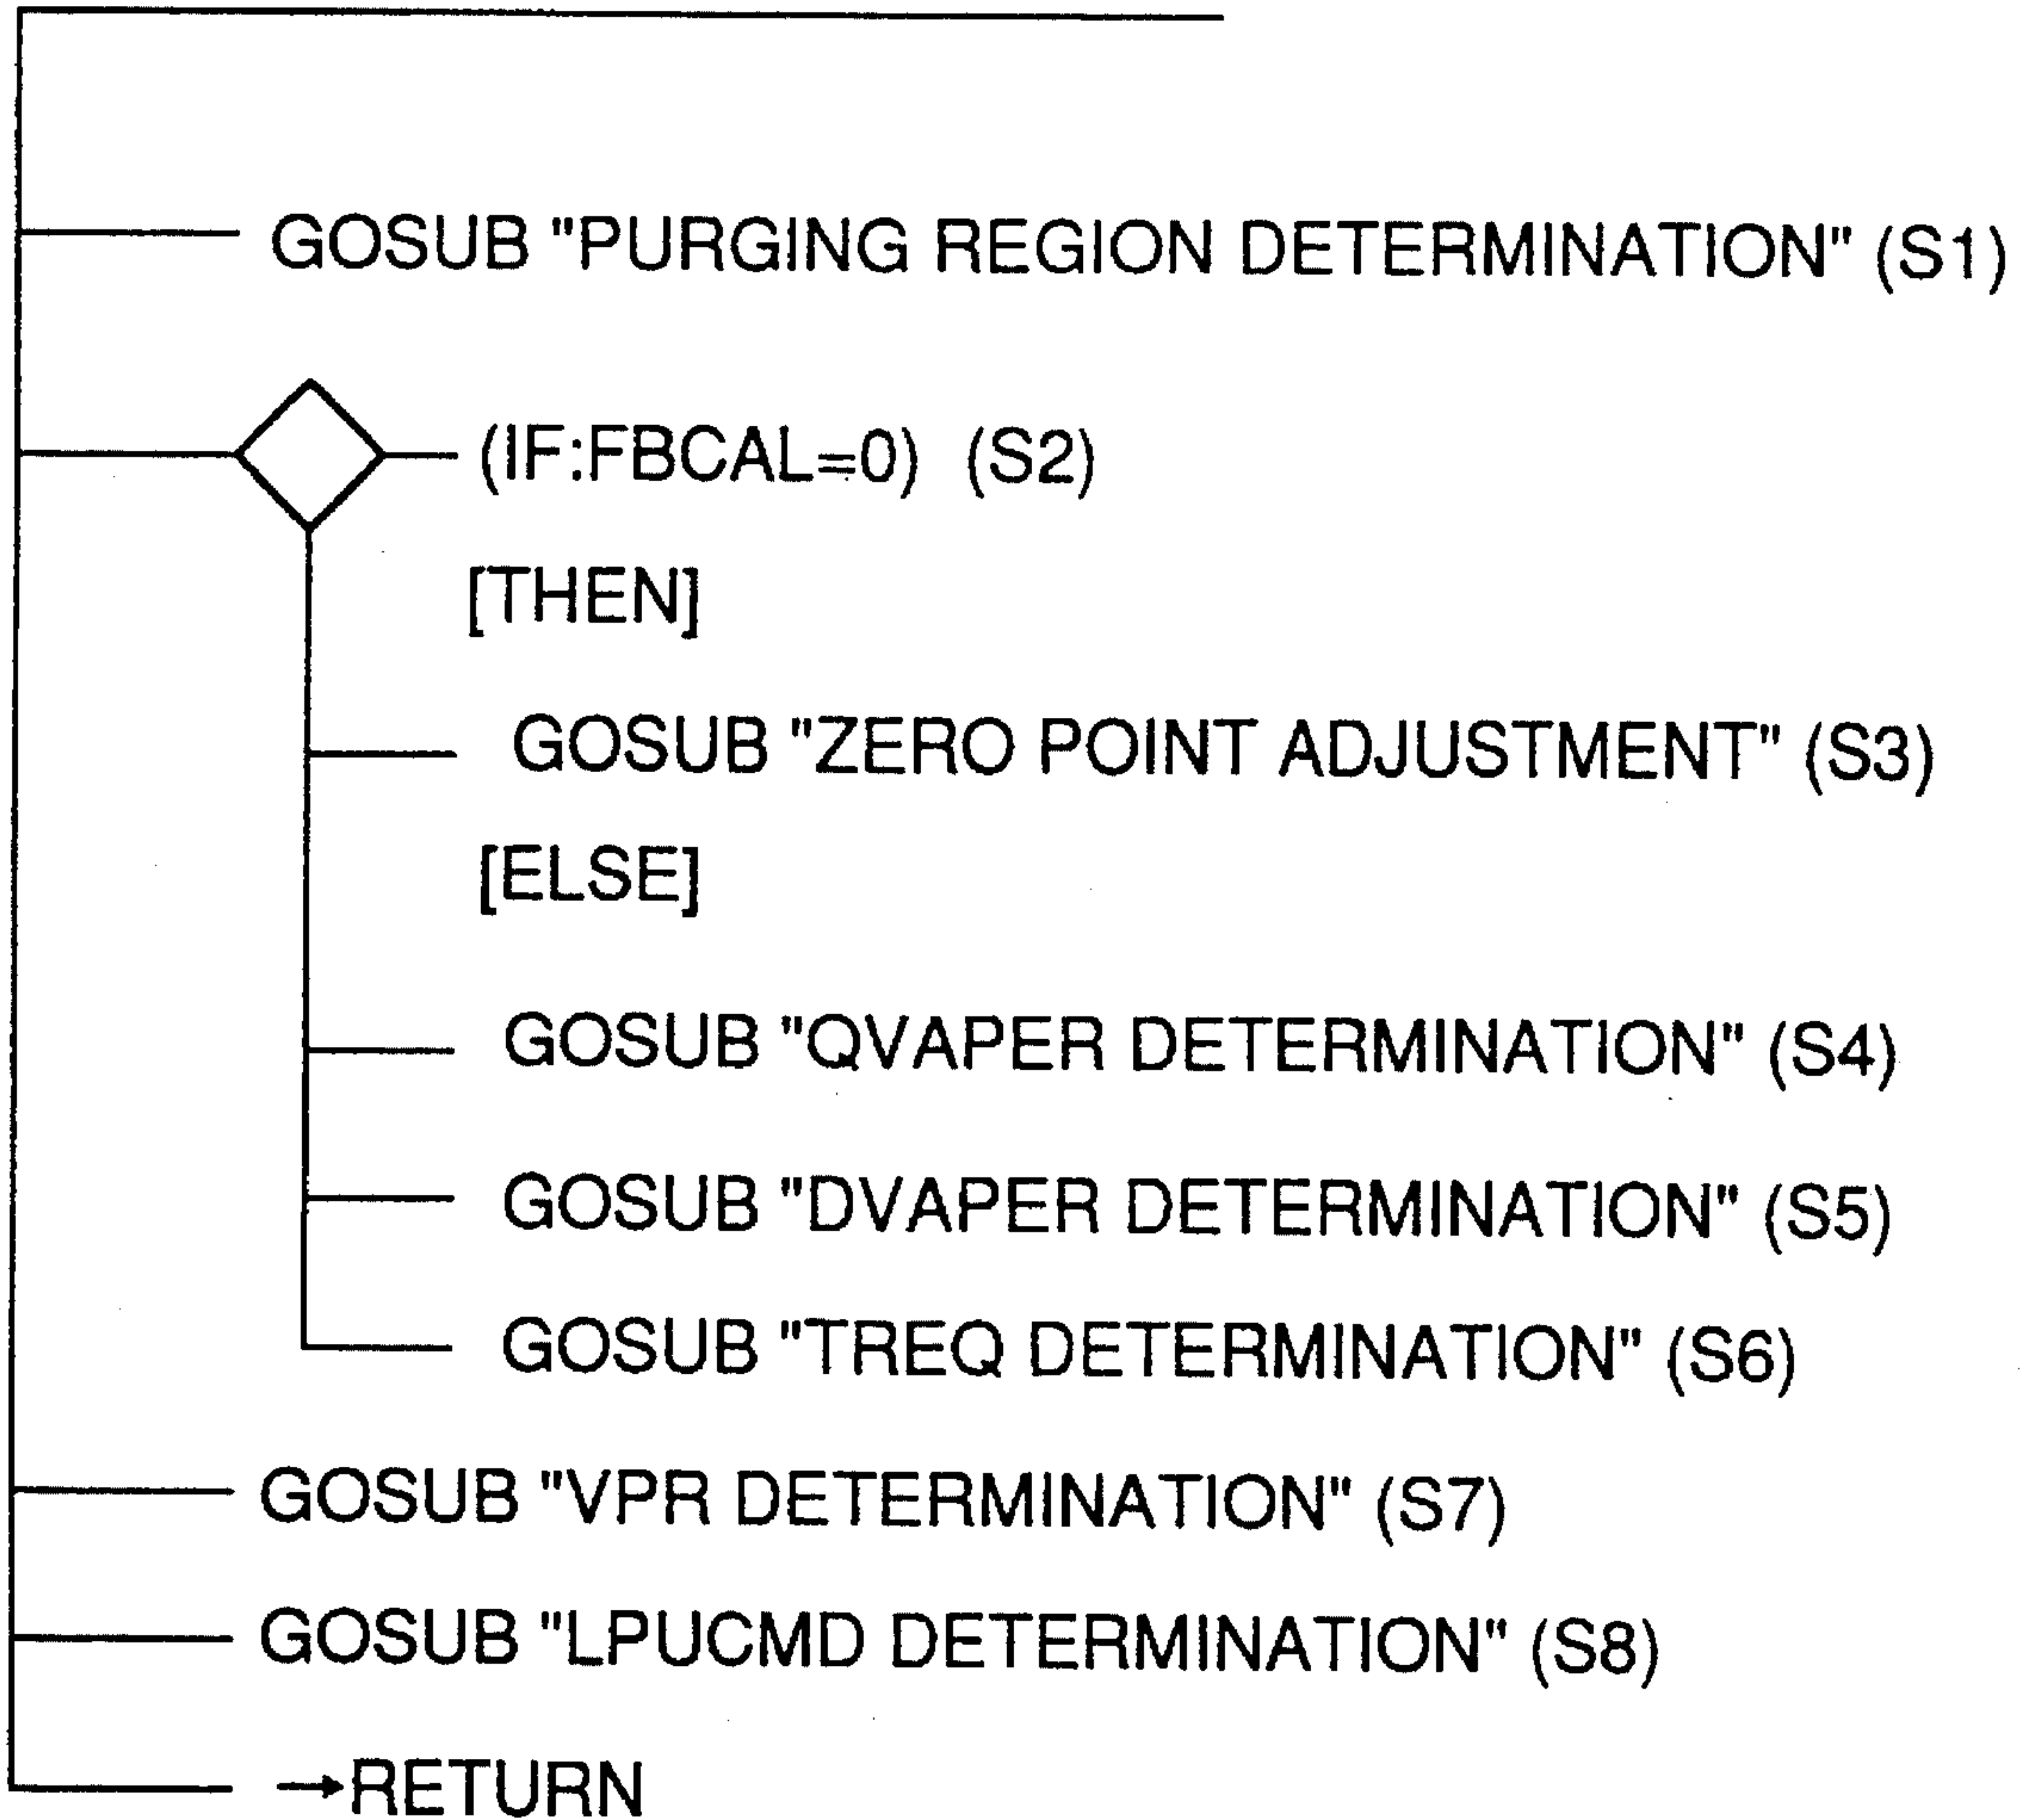 GOSUB "PURGING REGION DETERMINATION" (S1)
(IF:FBCAL=0) (S2)
[THEN]
GOSUB "ZERO POINT ADJUSTMENT" (S3)
[ELSE]
GOSUB "QVAPER DETERMINATION" (S4)
GOSUB "DVAPER DETERMINATION" (S5)
GOSUB "TREQ DETERMINATION" (S6)
GOSUB "VPR DETERMINATION" (S7)
GOSUB "LPUCMD DETERMINATION" (S8)
→RETURN